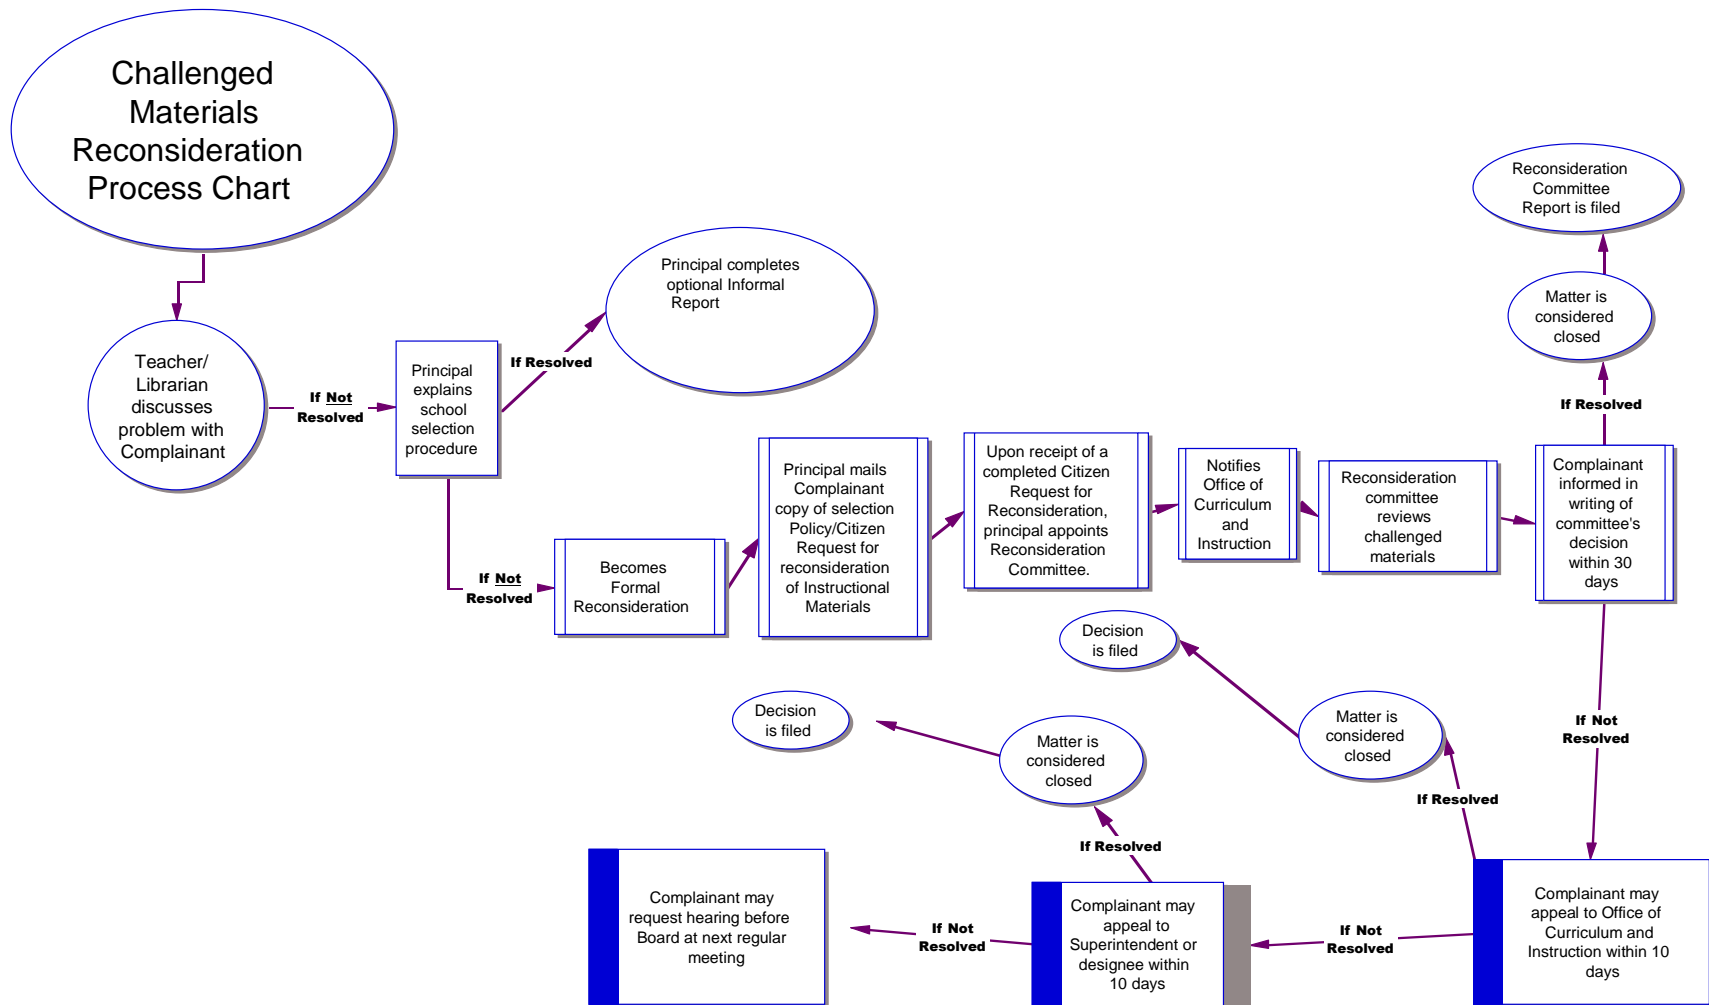 Challenged
Materials
Reconsideration
Process Chart
Teacher/
Librarian
discusses
problem with
Complainant
If Not
Resolved
Principal
explains
school
selection
procedure
If Resolved
Principal completes
optional Informal
Report
If Not
Resolved
Becomes
Formal
Reconsideration
Principal mails
Complainant
copy of selection
Policy/Citizen
Request for
reconsideration
of Instructional
Materials
Upon receipt of a
completed Citizen
Request for
Reconsideration,
principal appoints
Reconsideration
Committee.
Notifies
Office of
Curriculum
and
Instruction
Reconsideration
committee
reviews
challenged
materials
Complainant
informed in
writing of
committee's
decision
within 30
days
If Resolved
Matter is
considered
closed
Reconsideration
Committee
Report is filed
If Not
Resolved
Complainant may
appeal to Office of
Curriculum and
Instruction within 10
days
If Resolved
Matter is
considered
closed
Decision
is filed
If Not
Resolved
Complainant may
appeal to
Superintendent or
designee within
10 days
If Resolved
Matter is
considered
closed
Decision
is filed
If Not
Resolved
Complainant may
request hearing before
Board at next regular
meeting